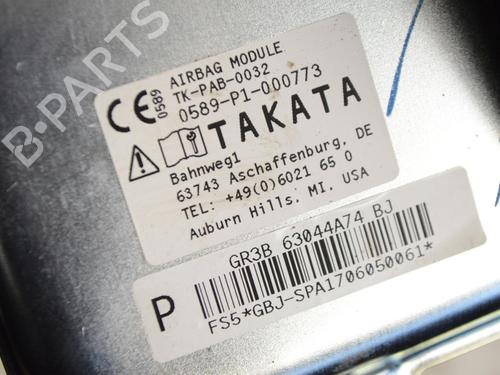 B-PARTS
CE
0589
AIRBAG MODULE
TK-PAB-0032
0589-P1-000773
TAKATA
Bahnweg1
63743 Aschaffenburg, DE
TEL: +49(0)6021 65 0
Auburn Hills, MI, USA
GR3B 63044A74 BJ
P
FS5*GBJ-SPA1706050061*